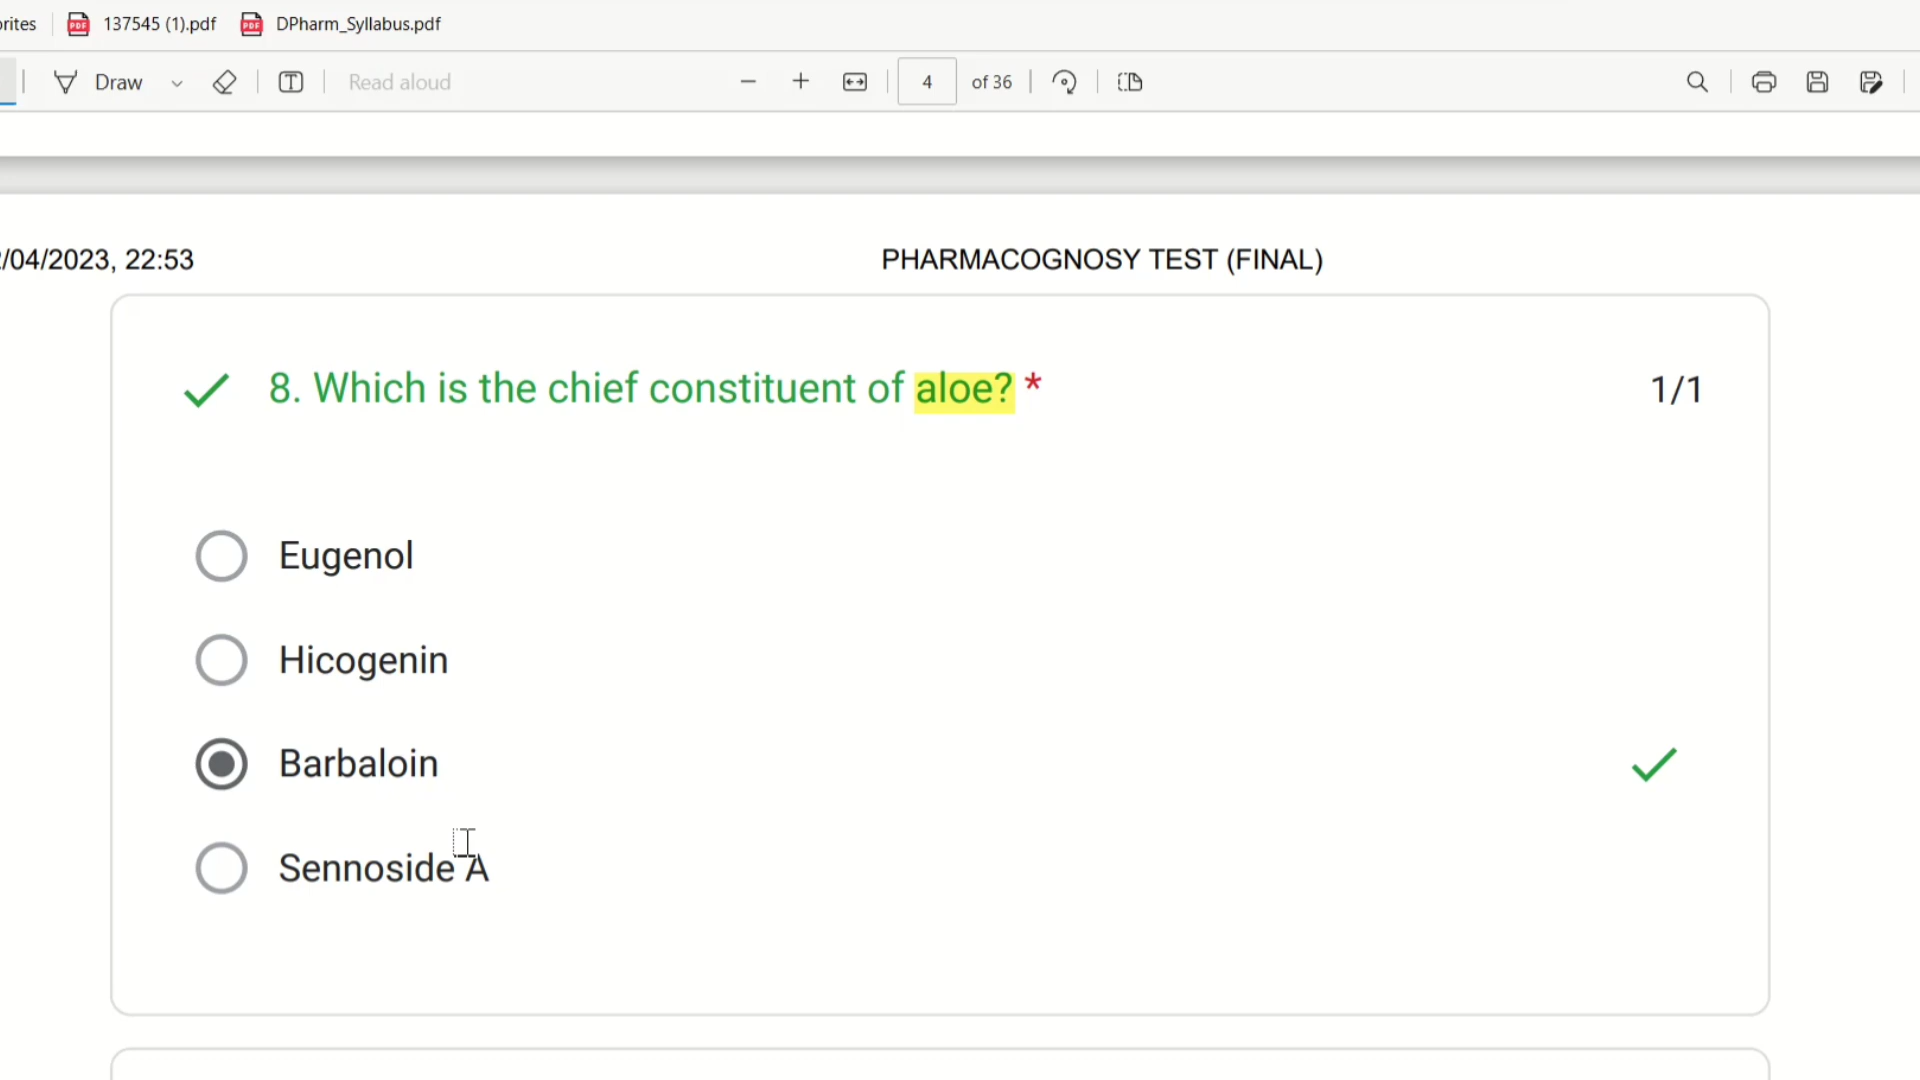 rites 137545 (1).pdf DPharm_Syllabus.pdf
Draw Read aloud 4 of 36
/04/2023, 22:53 PHARMACOGNOSY TEST (FINAL)
8. Which is the chief constituent of aloe? * 1/1
Eugenol
Hicogenin
Barbaloin
Sennoside A